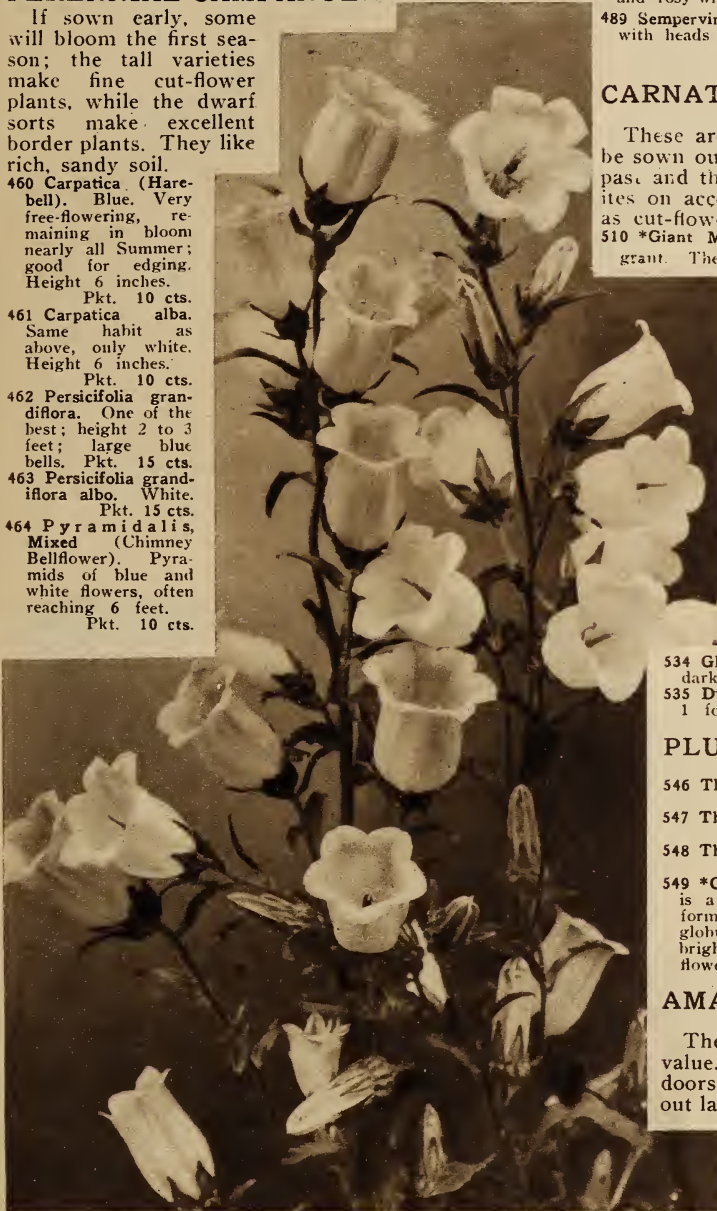 If sown early, some
will bloom the first sea-
son; the tall varieties
make fine cut-flower
plants, while the dwarf
sorts make excellent
border plants. They like
rich, sandy soil.
460 Carpatica (Hare-
bell). Blue. Very
free-flowering, re-
maining in bloom
nearly all Summer;
good for edging.
Height 6 inches.
Pkt. 10 cts.
461 Carpatica alba.
Same habit as
above, only white.
Height 6 inches.
Pkt. 10 cts.
462 Persicifolia gran-
diflora. One of the
best; height 2 to 3
feet; large blue
bells. Pkt. 15 cts.
463 Persicifolia grand-
iflora albo. White.
Pkt. 15 cts.
464 Pyramidalis,
Mixed (Chimney
Bellflower). Pyra-
mids of blue and
white flowers, often
reaching 6 feet.
Pkt. 10 cts.
489
with heads
CARNAT
These ar
be sown ou
past and th
ites on acc
as cut-flow
510 *Giant M
grant. The
534 Gl
dark
535 D
1 fo
PLU
546 Th
547 Th
548 Th
549 *C
is a
form
glob
brigh
flowe
AMA
The
value.
doors
out la